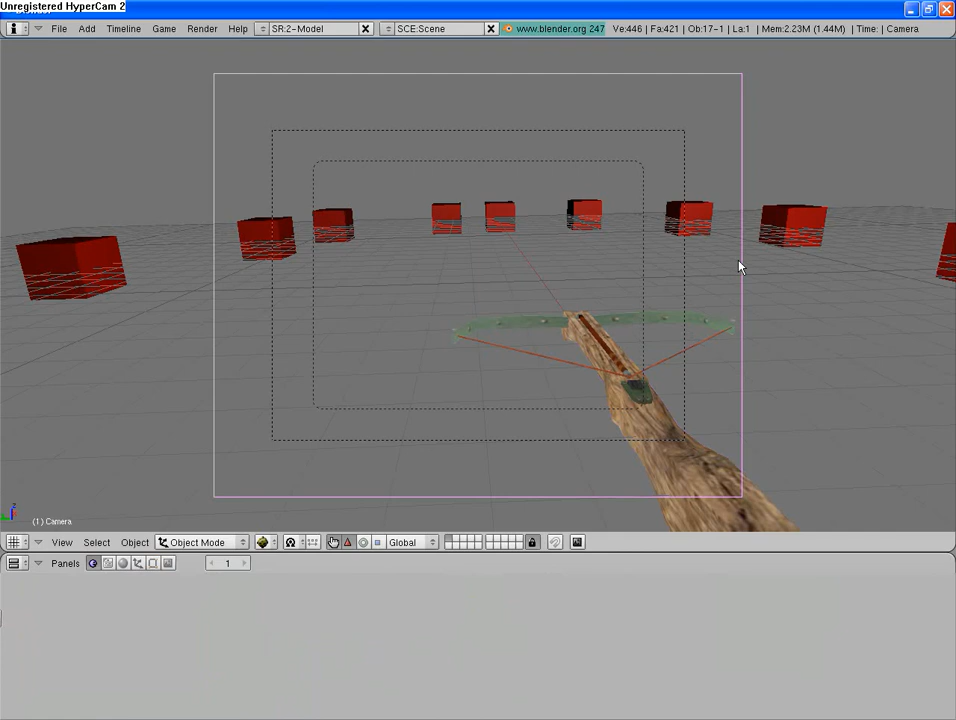 Unregistered HyperCam 2
File Add Timeline Game Render Help SR:2-Model SCE:Scene www.blender.org 247 Ve:446 | Fa:421 | Ob:17-1 | La:1 | Mem:2.23M (1.44M) | Time: | Camera
z
(1) Camera
View Select Object Object Mode Global
Panels 1